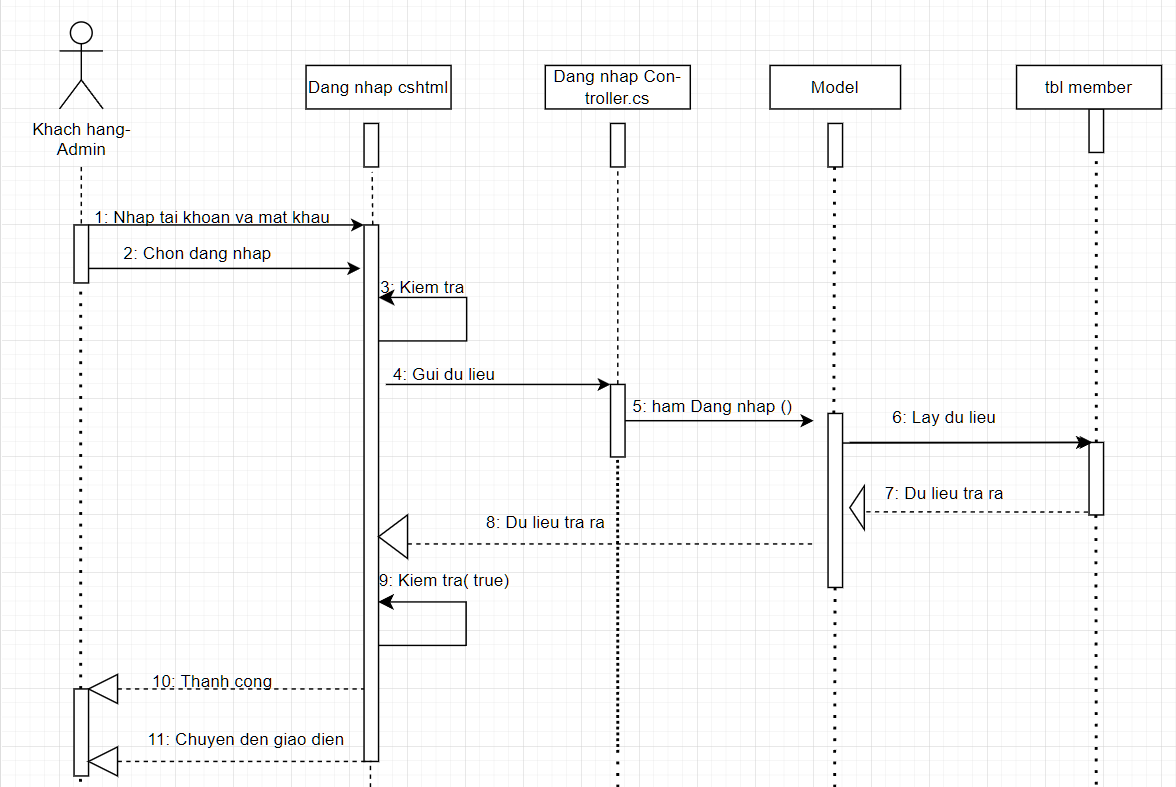 Khach hang-
Admin
Dang nhap cshtml
Dang nhap Con-
troller.cs
Model
tbl member
1: Nhap tai khoan va mat khau
2: Chon dang nhap
3: Kiem tra
4: Gui du lieu
5: ham Dang nhap ()
6: Lay du lieu
7: Du lieu tra ra
8: Du lieu tra ra
9: Kiem tra( true)
10: Thanh cong
11: Chuyen den giao dien